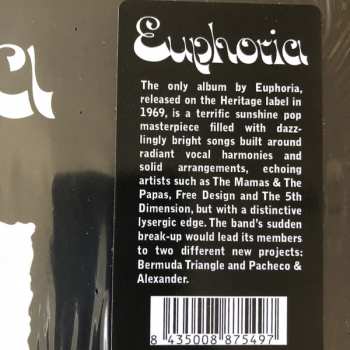 Euphoria
The only album by Euphoria,
released on the Heritage label in
1969, is a terrific sunshine pop
masterpiece filled with dazz-
lingly bright songs built around
radiant vocal harmonies and
solid arrangements, echoing
artists such as The Mamas & The
Papas, Free Design and The 5th
Dimension, but with a distinctive
lysergic edge. The band's sudden
break-up would lead its members
to two different new projects:
Bermuda Triangle and Pacheco &
Alexander.
8 435008 875497